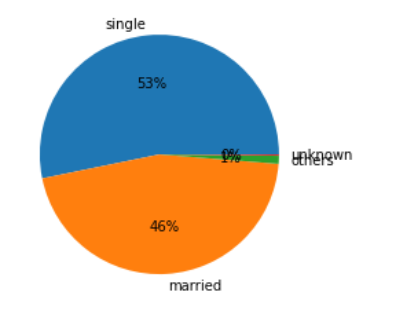 single
53%
0%
unknown
1%
others
46%
married